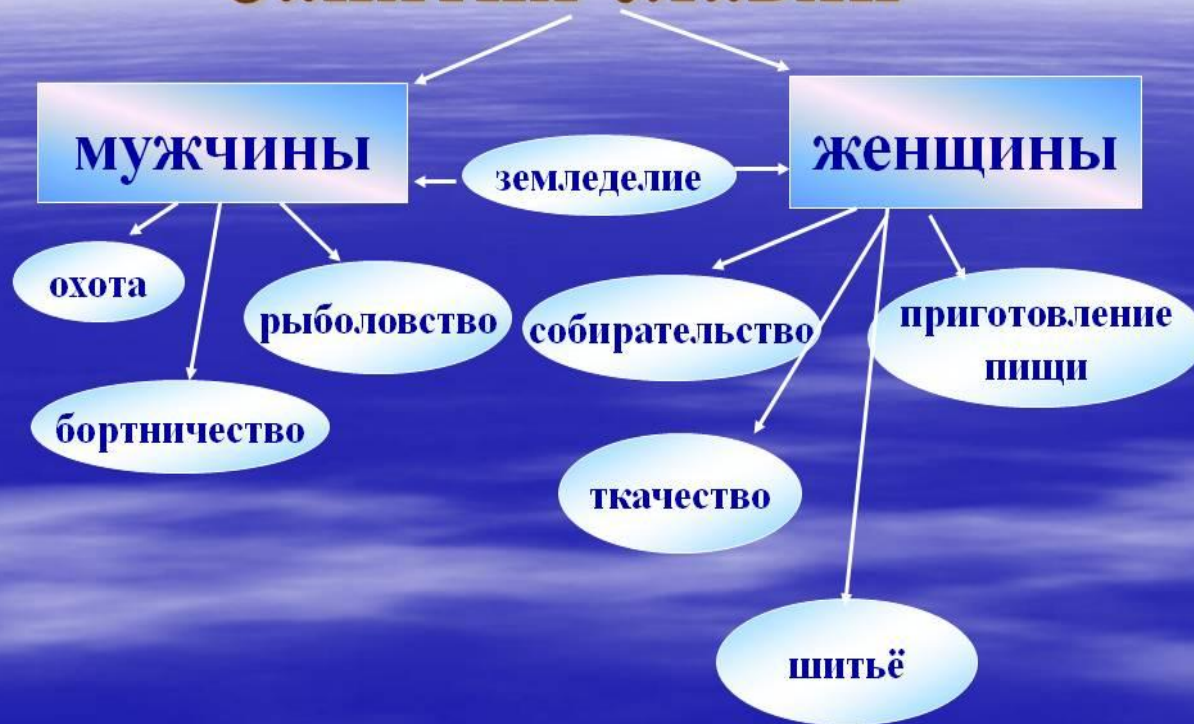 мужчины
женщины
земледелие
охота
рыболовство
собирательство
приготовление
пищи
бортничество
ткачество
шитьё